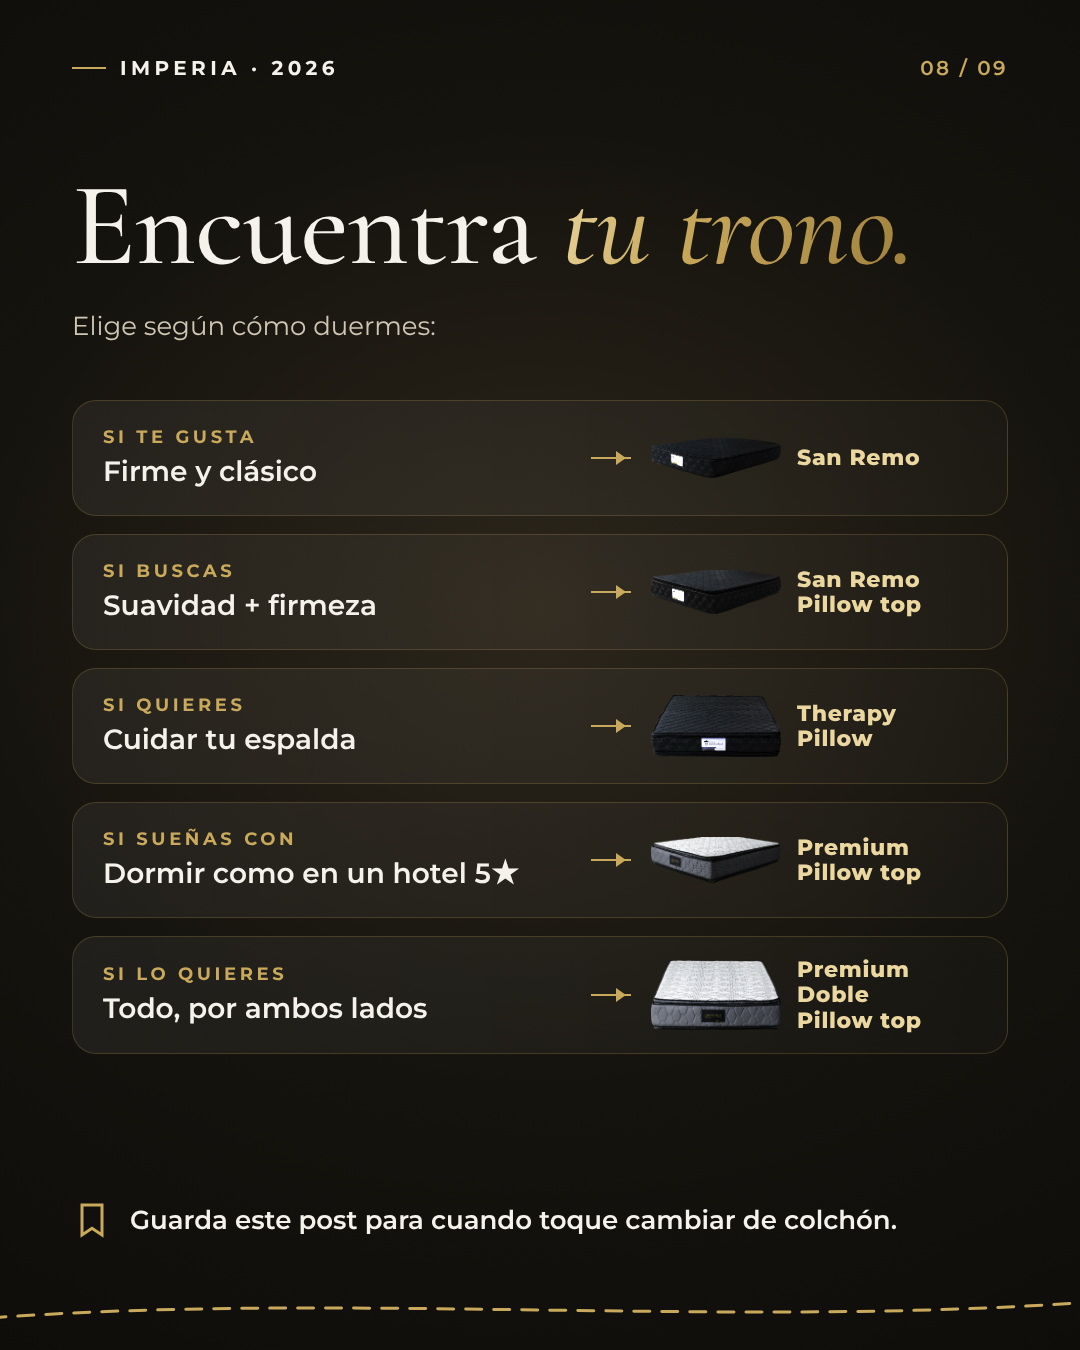 IMPERIA · 2026
08 / 09
Encuentra tu trono.
Elige según cómo duermes:
SI TE GUSTA
Firme y clásico
San Remo
SI BUSCAS
Suavidad + firmeza
San Remo
Pillow top
SI QUIERES
Cuidar tu espalda
Therapy
Pillow
SI SUEÑAS CON
Dormir como en un hotel 5★
Premium
Pillow top
SI LO QUIERES
Todo, por ambos lados
Premium
Doble
Pillow top
Guarda este post para cuando toque cambiar de colchón.